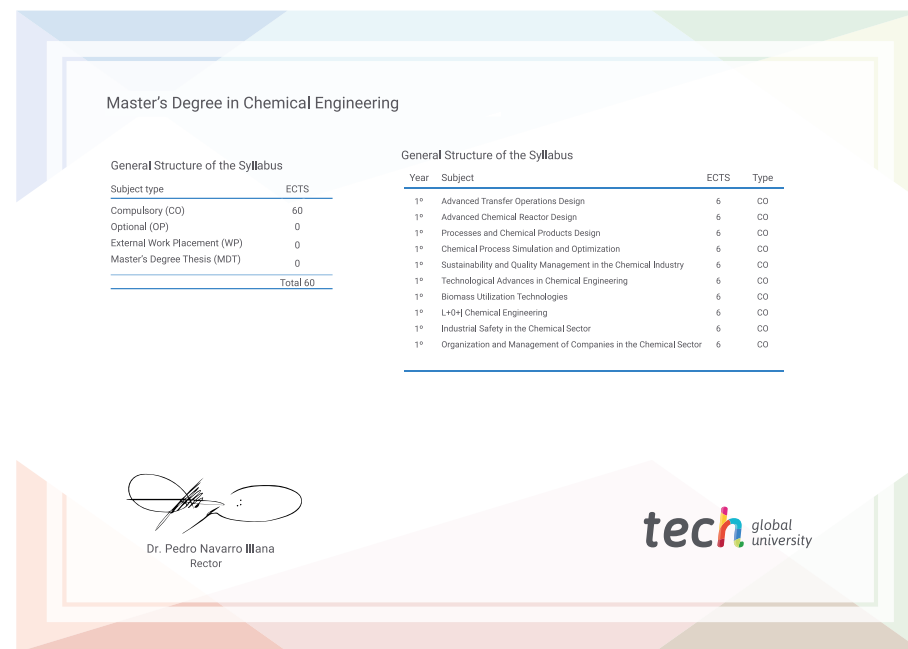 Master's Degree in Chemical Engineering
General Structure of the Syllabus
Subject type ECTS
Compulsory (CO) 60
Optional (OP) 0
External Work Placement (WP) 0
Master's Degree Thesis (MDT) 0
Total 60
General Structure of the Syllabus
Year Subject ECTS Type
1º Advanced Transfer Operations Design 6 CO
1º Advanced Chemical Reactor Design 6 CO
1º Processes and Chemical Products Design 6 CO
1º Chemical Process Simulation and Optimization 6 CO
1º Sustainability and Quality Management in the Chemical Industry 6 CO
1º Technological Advances in Chemical Engineering 6 CO
1º Biomass Utilization Technologies 6 CO
1º L+0+I Chemical Engineering 6 CO
1º Industrial Safety in the Chemical Sector 6 CO
1º Organization and Management of Companies in the Chemical Sector 6 CO
Dr. Pedro Navarro Illana
Rector
tech global
university